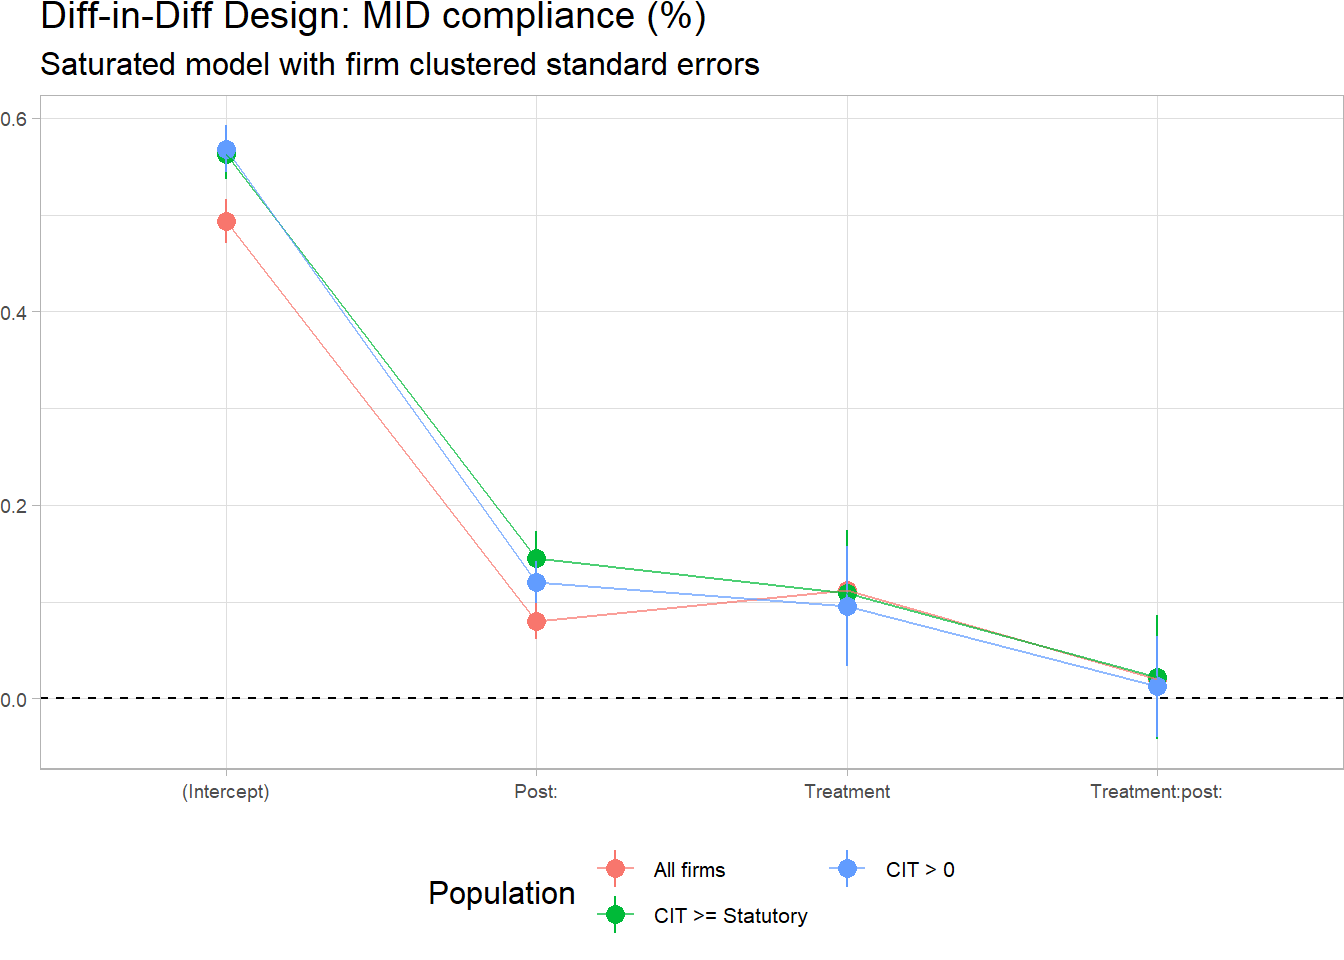 Diff-in-Diff Design: MID compliance (%)
Saturated model with firm clustered standard errors
0.6
0.4
0.2
0.0
(Intercept)
Post:
Treatment
Treatment:post:
Population
All firms
CIT > 0
CIT >= Statutory